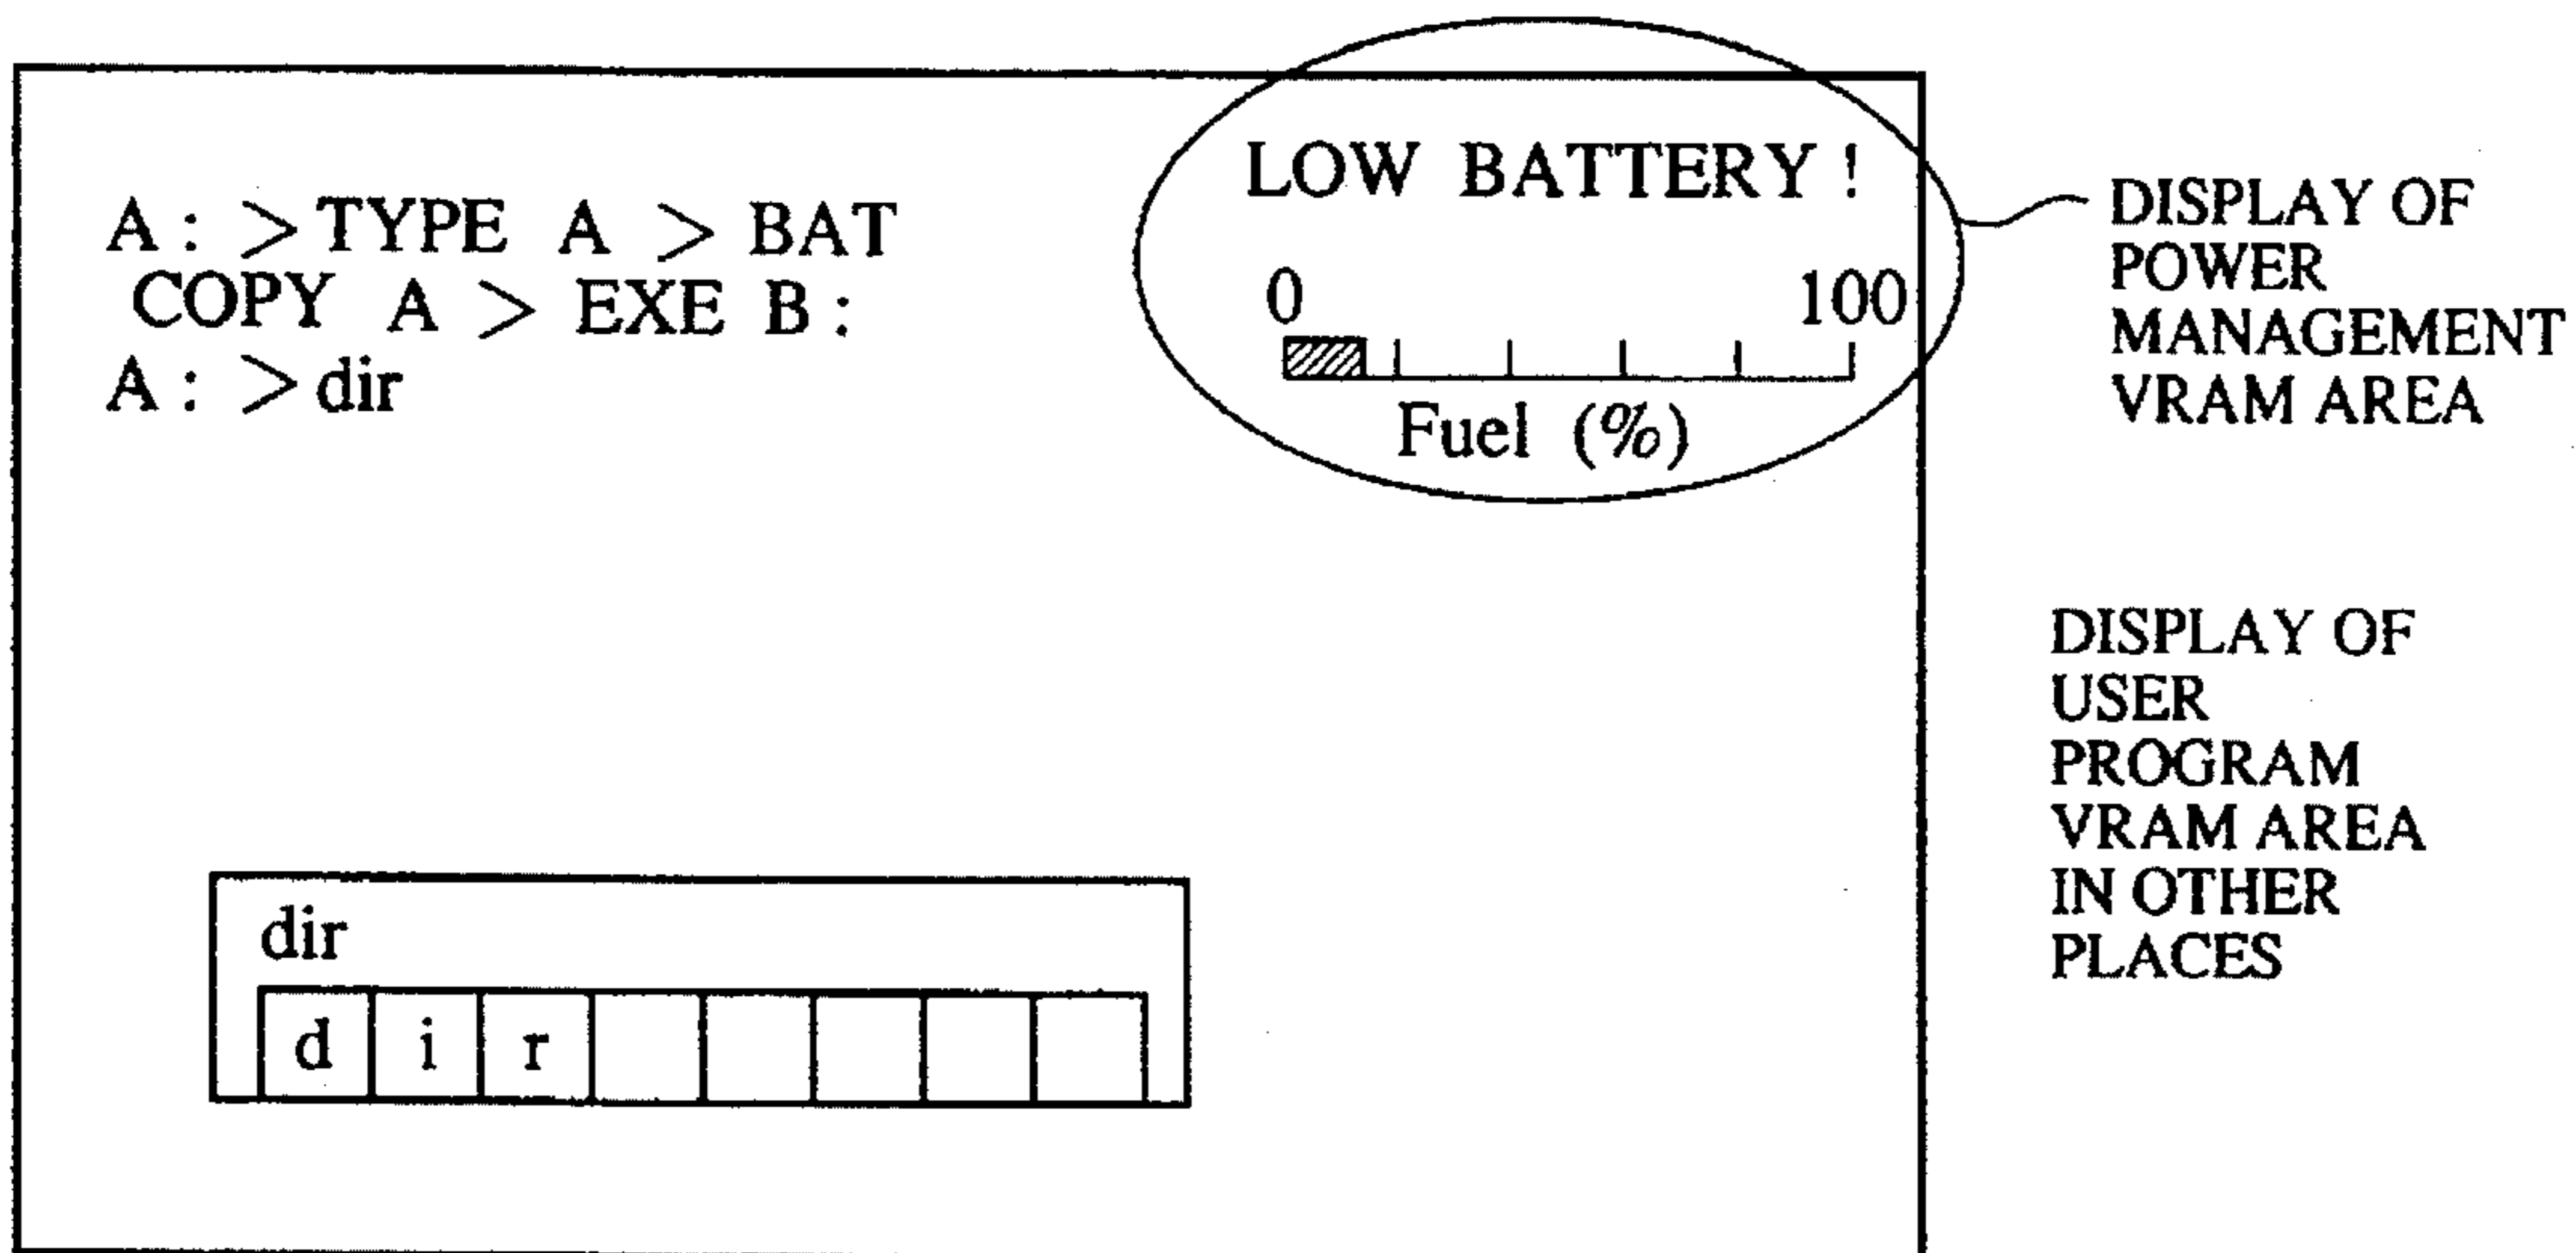 A : > TYPE A > BAT
COPY A > EXE B :
A : > dir
LOW BATTERY !
0 100
Fuel (%)
DISPLAY OF
POWER
MANAGEMENT
VRAM AREA
DISPLAY OF
USER
PROGRAM
VRAM AREA
IN OTHER
PLACES
dir
d i r